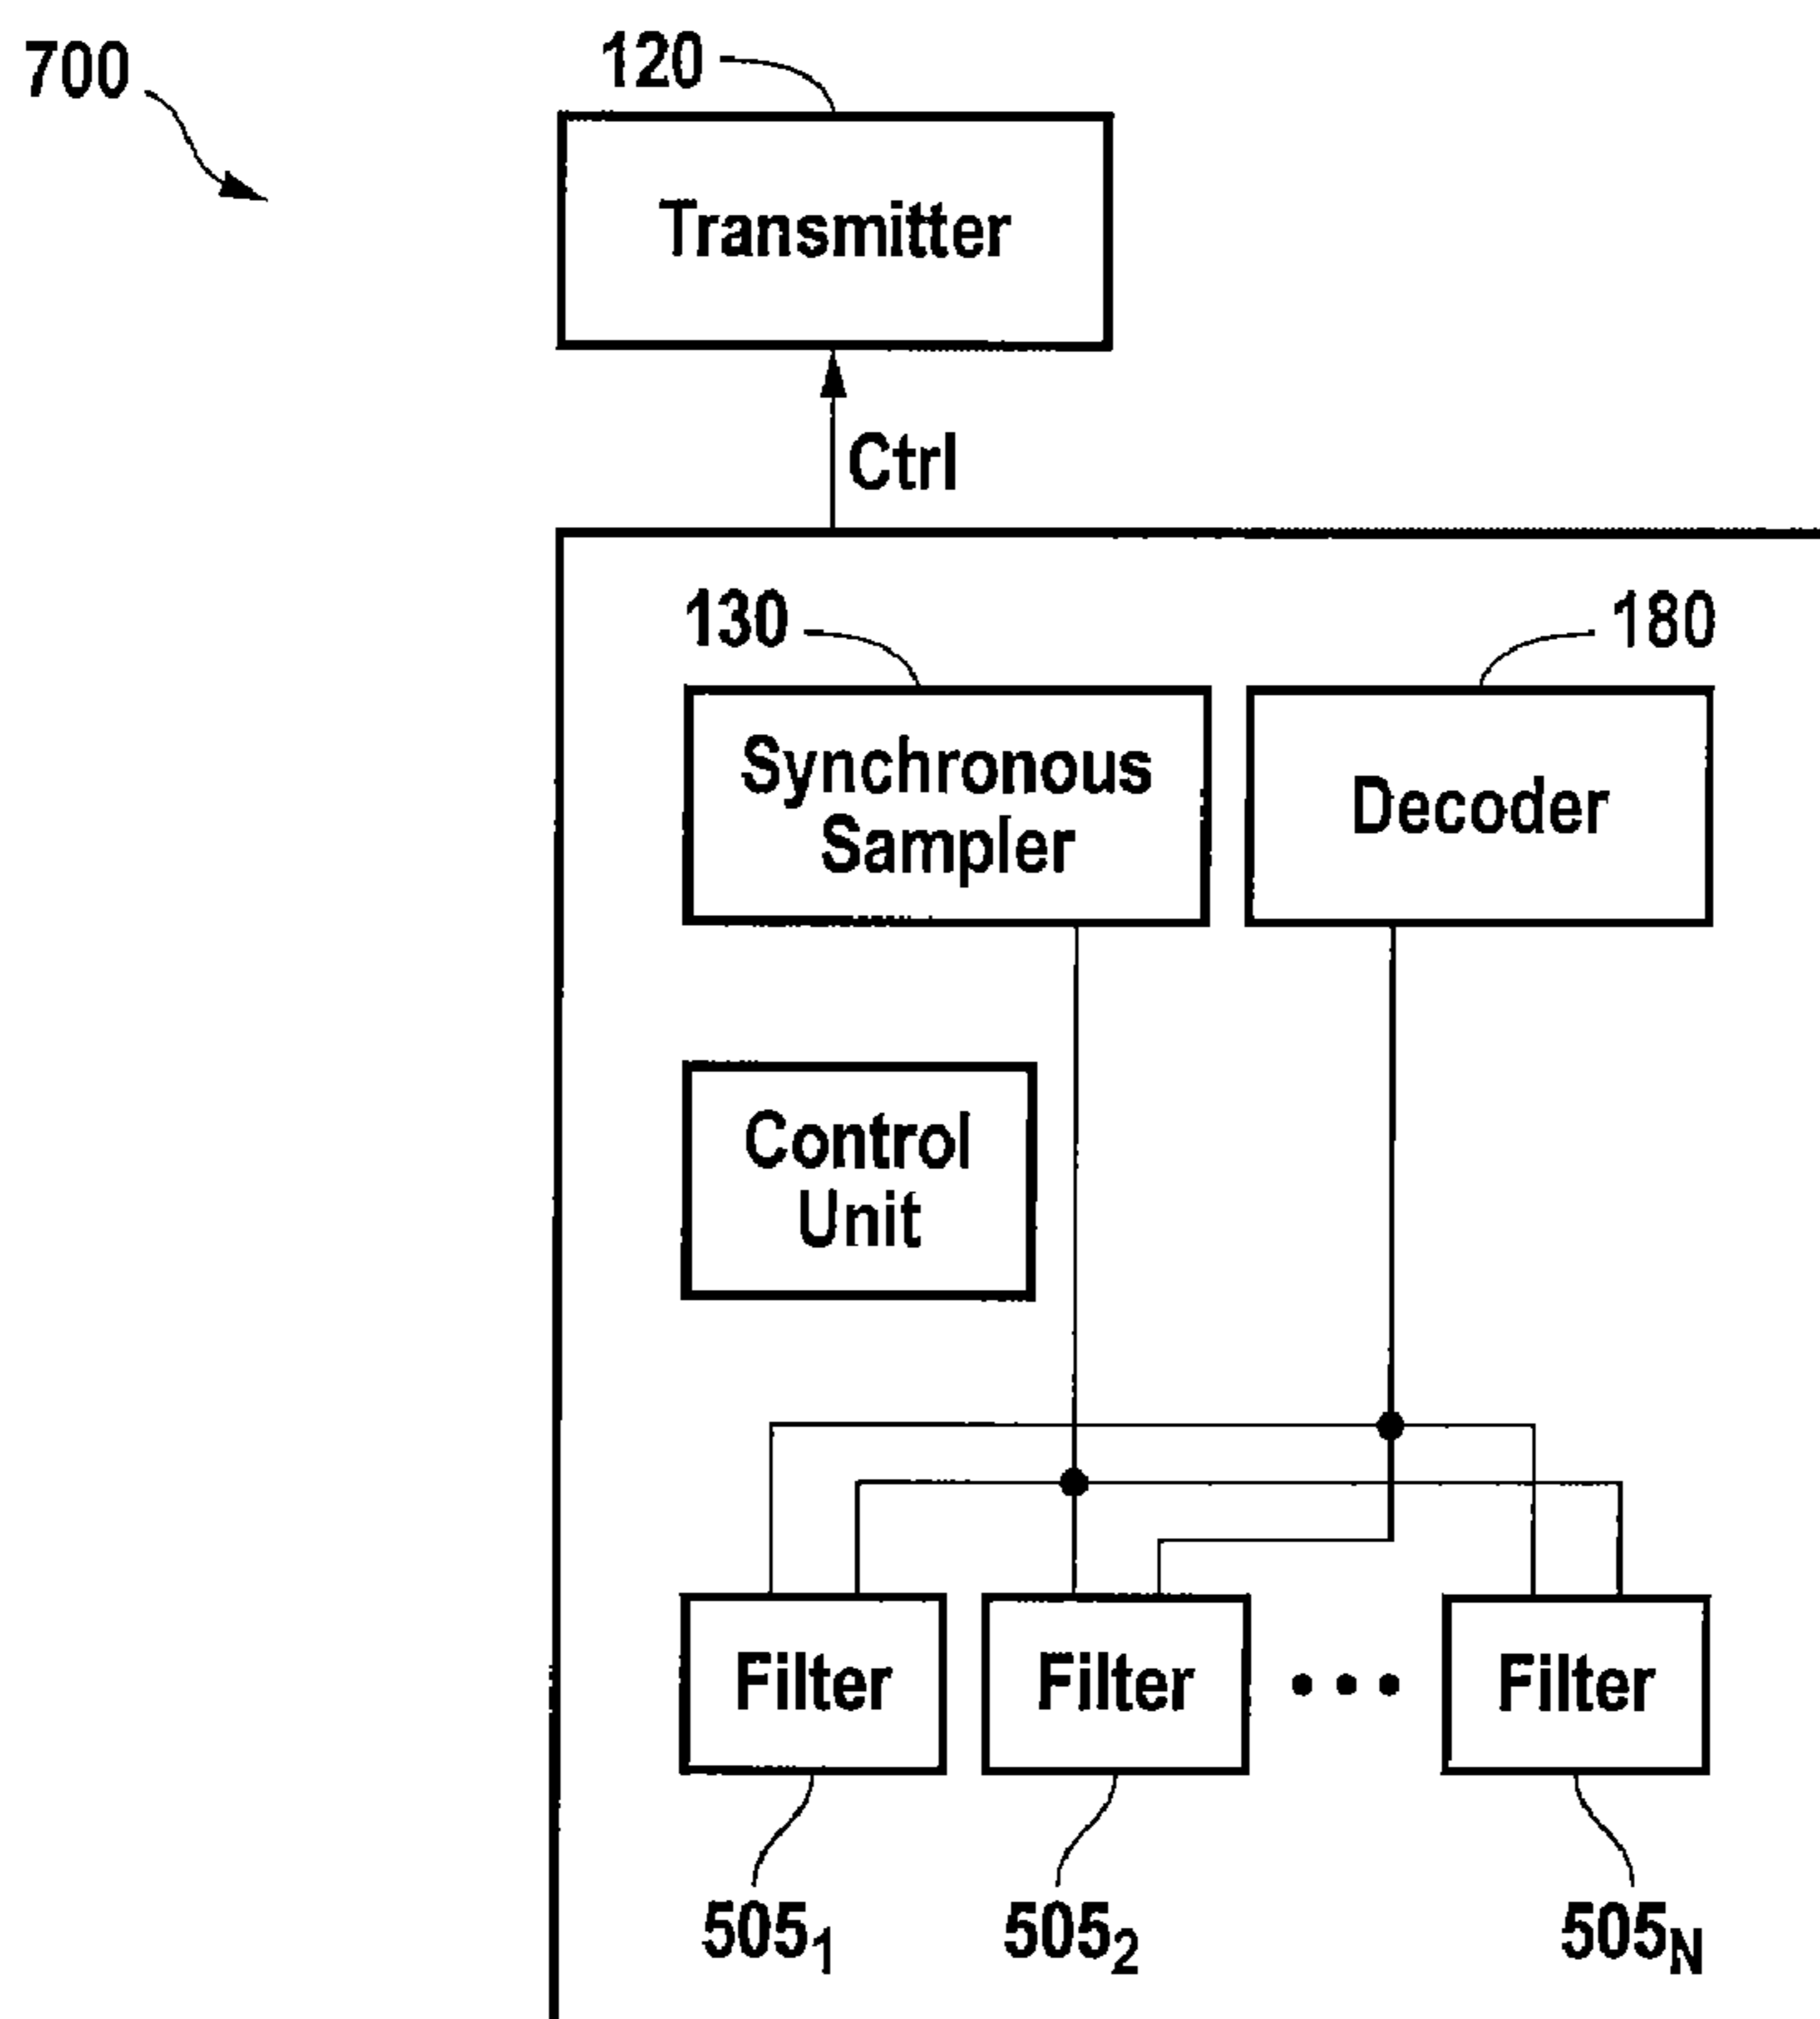 700
120
Transmitter
Ctrl
130
180
Synchronous
Sampler
Decoder
Control
Unit
Filter
Filter
Filter
505₁
505₂
505N